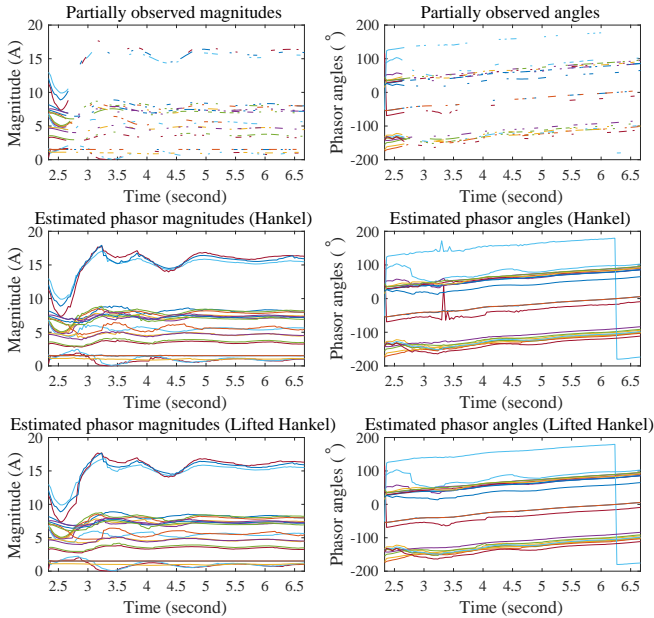 Partially observed magnitudes
20
15
10
5
0
Magnitude (A)
2.5 3 3.5 4 4.5 5 5.5 6 6.5
Time (second)
Partially observed angles
200
100
0
-100
-200
Phasor angles ( °)
2.5 3 3.5 4 4.5 5 5.5 6 6.5
Time (second)
Estimated phasor magnitudes (Hankel)
20
15
10
5
0
Magnitude (A)
2.5 3 3.5 4 4.5 5 5.5 6 6.5
Time (second)
Estimated phasor angles (Hankel)
200
100
0
-100
-200
Phasor angles ( °)
2.5 3 3.5 4 4.5 5 5.5 6 6.5
Time (second)
Estimated phasor magnitudes (Lifted Hankel)
20
15
10
5
0
Magnitude (A)
2.5 3 3.5 4 4.5 5 5.5 6 6.5
Time (second)
Estimated phasor angles (Lifted Hankel)
200
100
0
-100
-200
Phasor angles ( °)
2.5 3 3.5 4 4.5 5 5.5 6 6.5
Time (second)